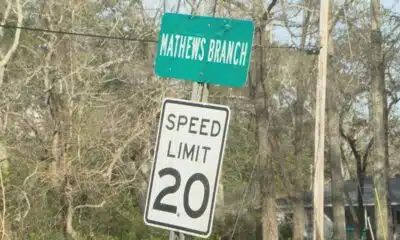 MATHEWS BRANCH
SPEED
LIMIT
20